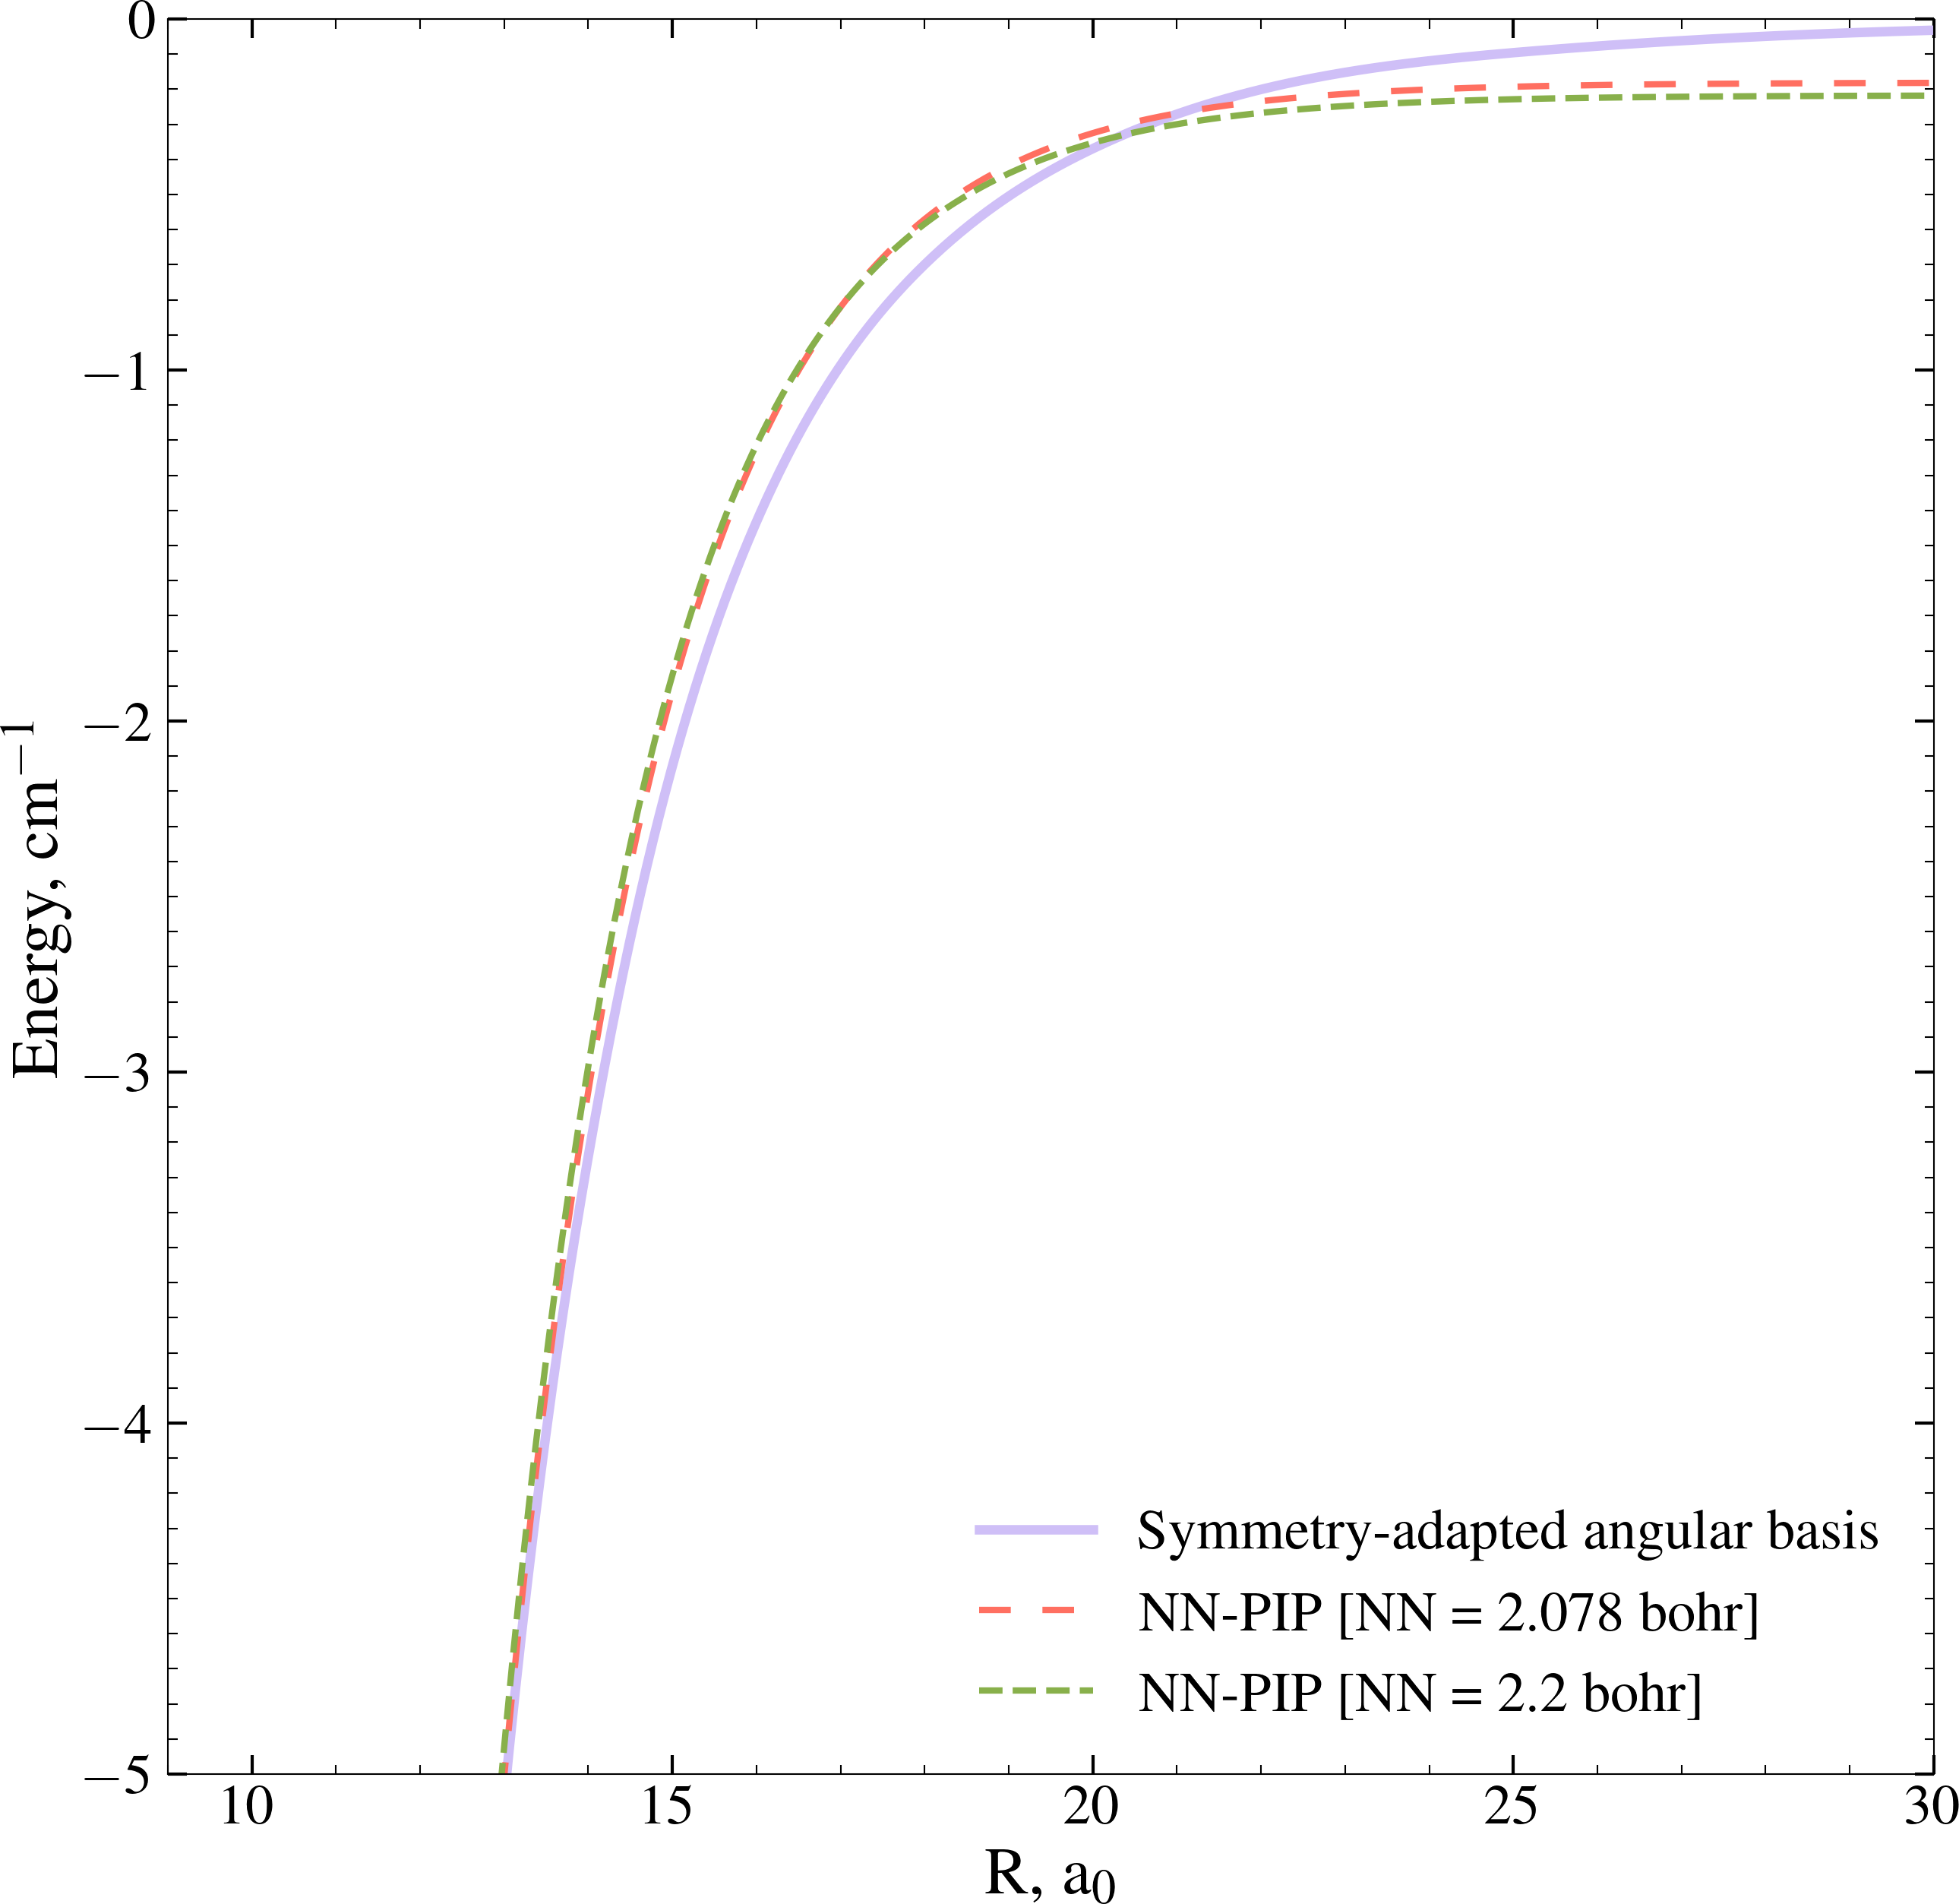 0
−1
−2
−3
−4
−5
Energy, cm⁻¹
Symmetry-adapted angular basis
NN-PIP [NN = 2.078 bohr]
NN-PIP [NN = 2.2 bohr]
10 15 20 25 30
R, a₀